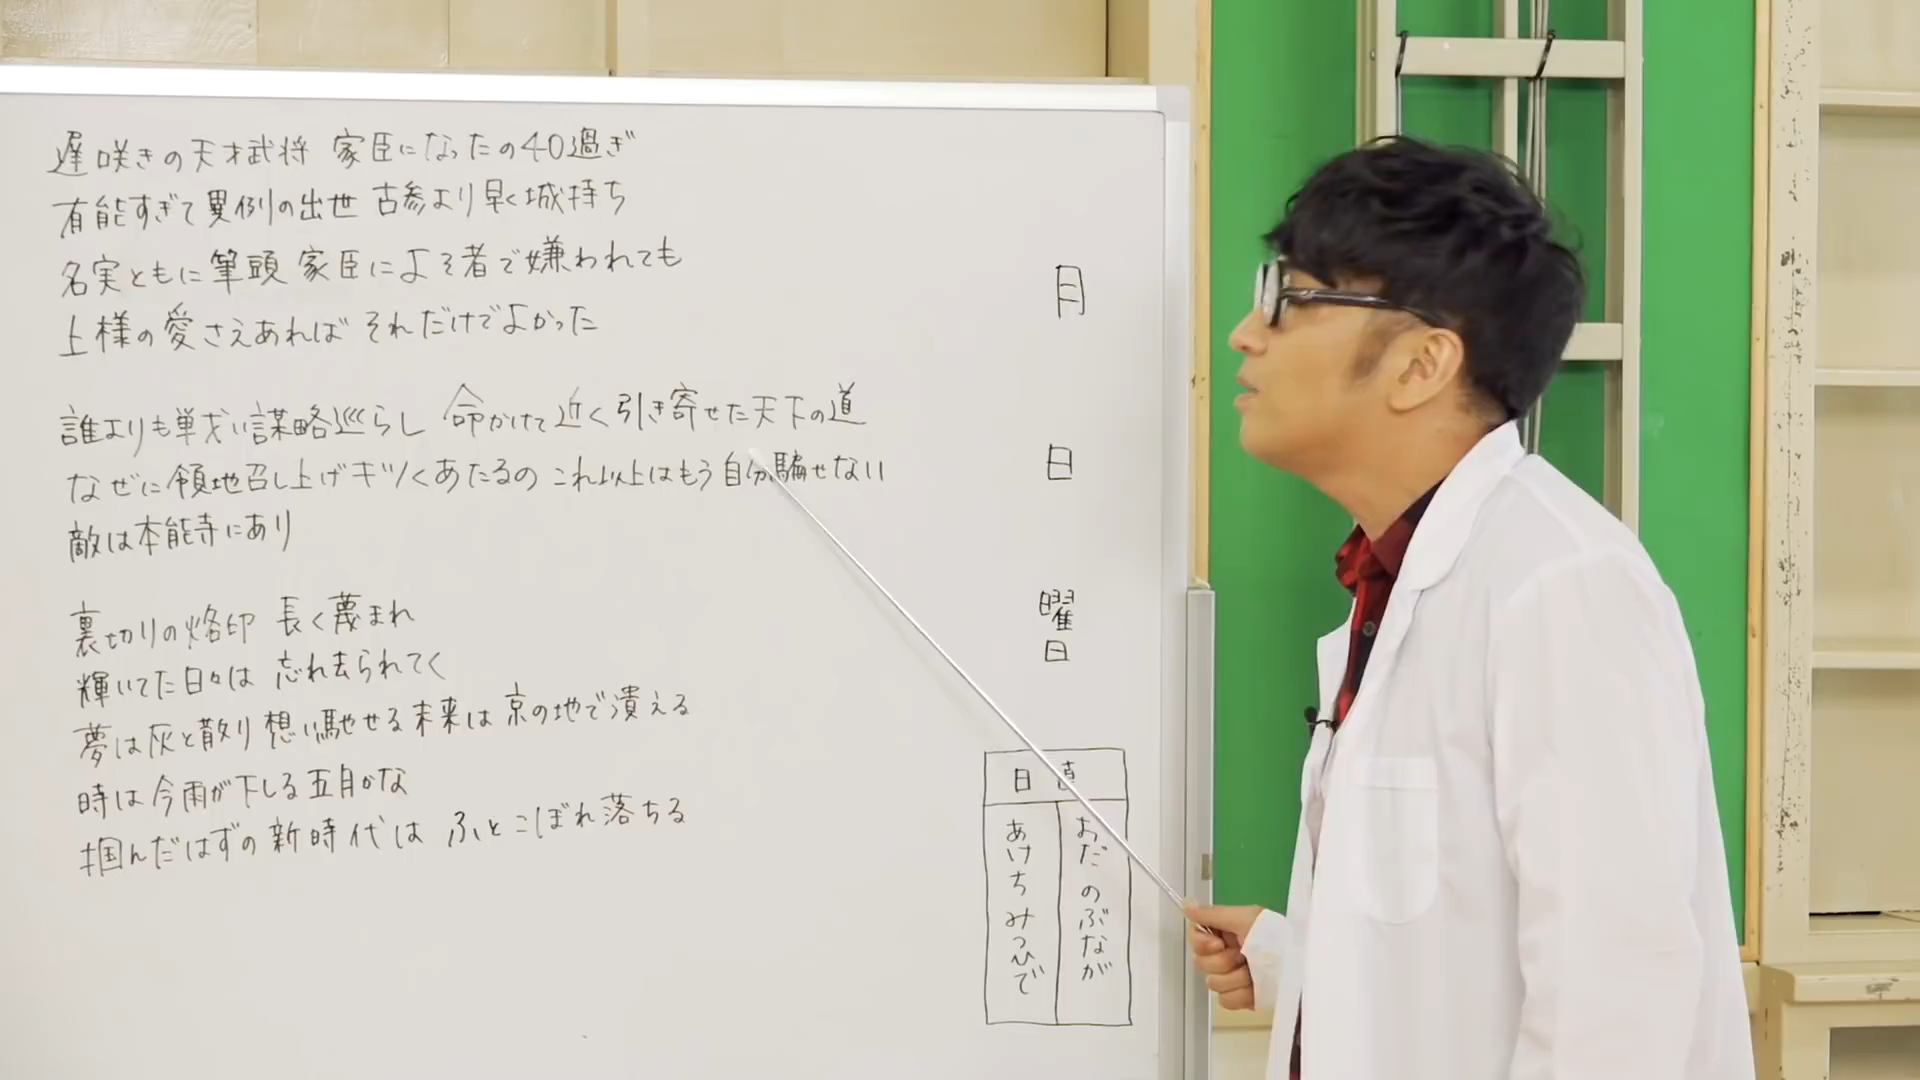 遅咲きの天才武将 家臣になったの40過ぎ
有能すぎて異例の出世 古参より早く城持ち
名実ともに筆頭 家臣によそ者で嫌われても
上様の愛さえあれば それだけでよかった
誰よりも戦い謀略巡らし 命かけて近く引き寄せた天下の道
なぜに領地召し上げキツくあたるの これ以上はもう自分騙せない
敵は本能寺にあり
裏切りの烙印 長く蔑まれ
輝いてた日々は 忘れ去られてく
夢は灰と散り 想い馳せる未来は 京の地で潰える
時は今雨が下しる五月かな
掴んだはずの新時代は ふとこぼれ落ちる
月
日
曜日
日直
おだ のぶなが
あけち みつひで